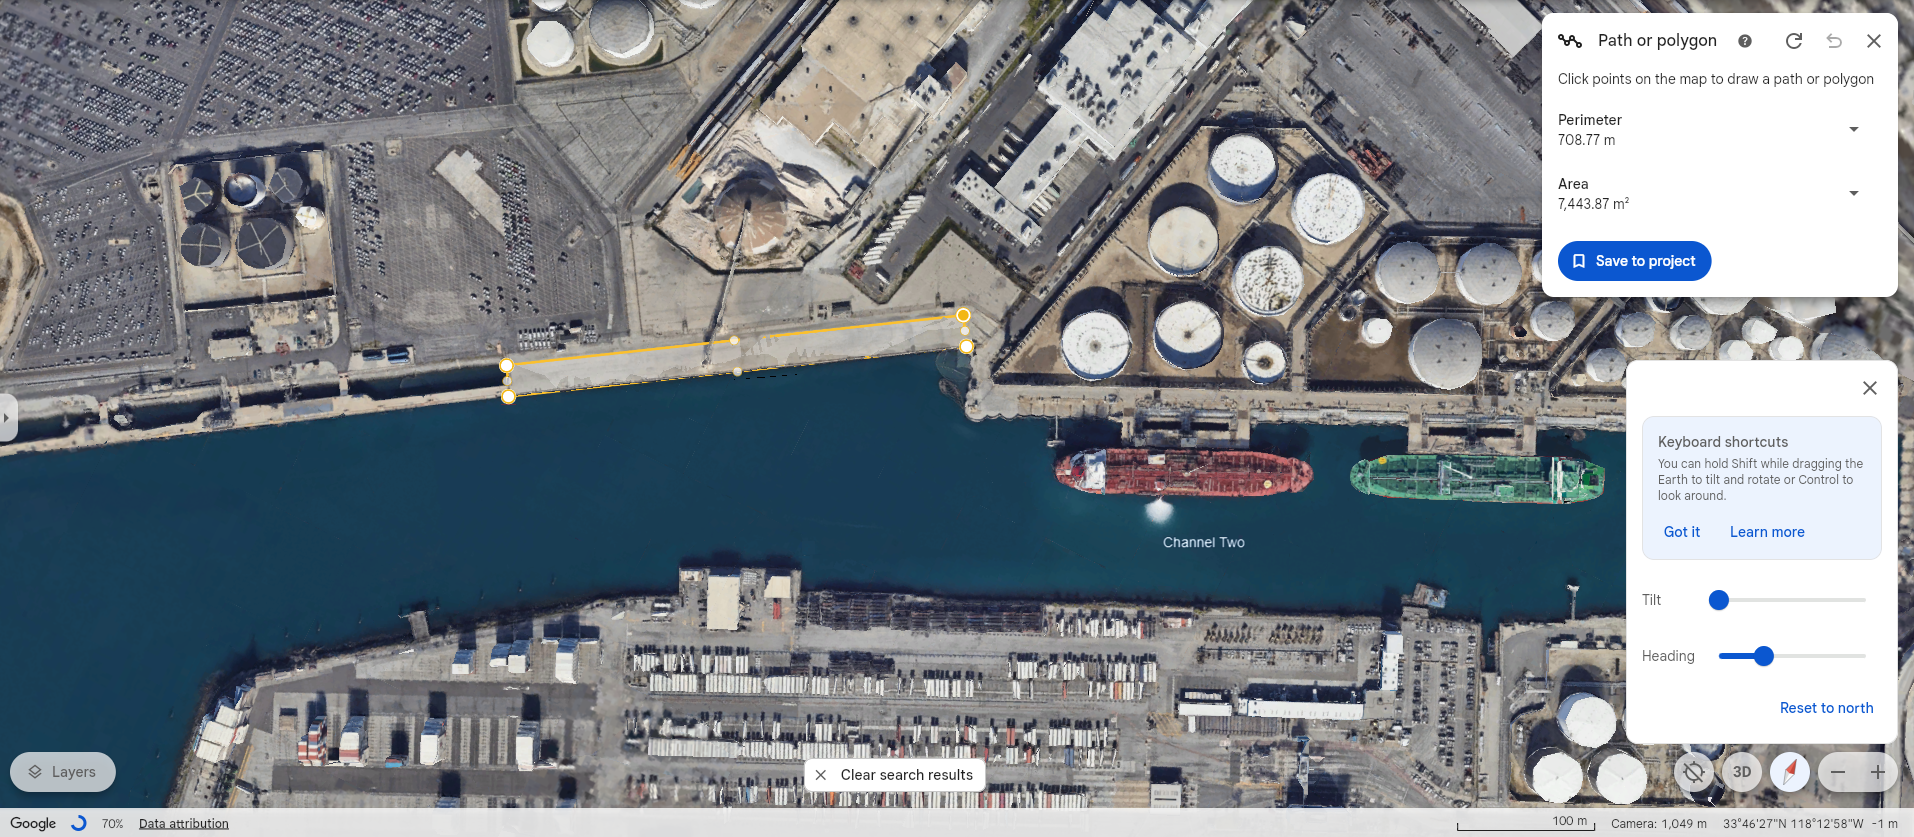 Path or polygon
Click points on the map to draw a path or polygon
Perimeter
708.77 m
Area
7,443.87 m²
Save to project
Keyboard shortcuts
You can hold Shift while dragging the
Earth to tilt and rotate or Control to
look around.
Got it Learn more
Channel Two
Tilt
Heading
Reset to north
Layers
Clear search results
3D
Google 70% Data attribution 100 m Camera: 1,049 m 33°46'27"N 118°12'58"W -1 m